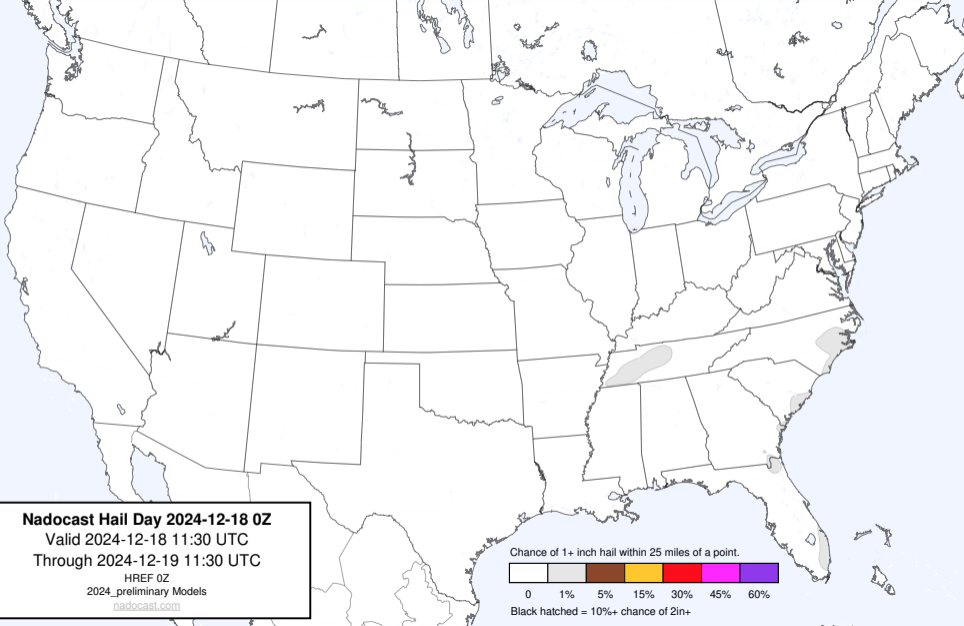 Nadocast Hail Day 2024-12-18 0Z
Valid 2024-12-18 11:30 UTC
Through 2024-12-19 11:30 UTC
HREF 0Z
2024_preliminary Models
nadocast.com
Chance of 1+ inch hail within 25 miles of a point.
0 1% 5% 15% 30% 45% 60%
Black hatched = 10%+ chance of 2in+